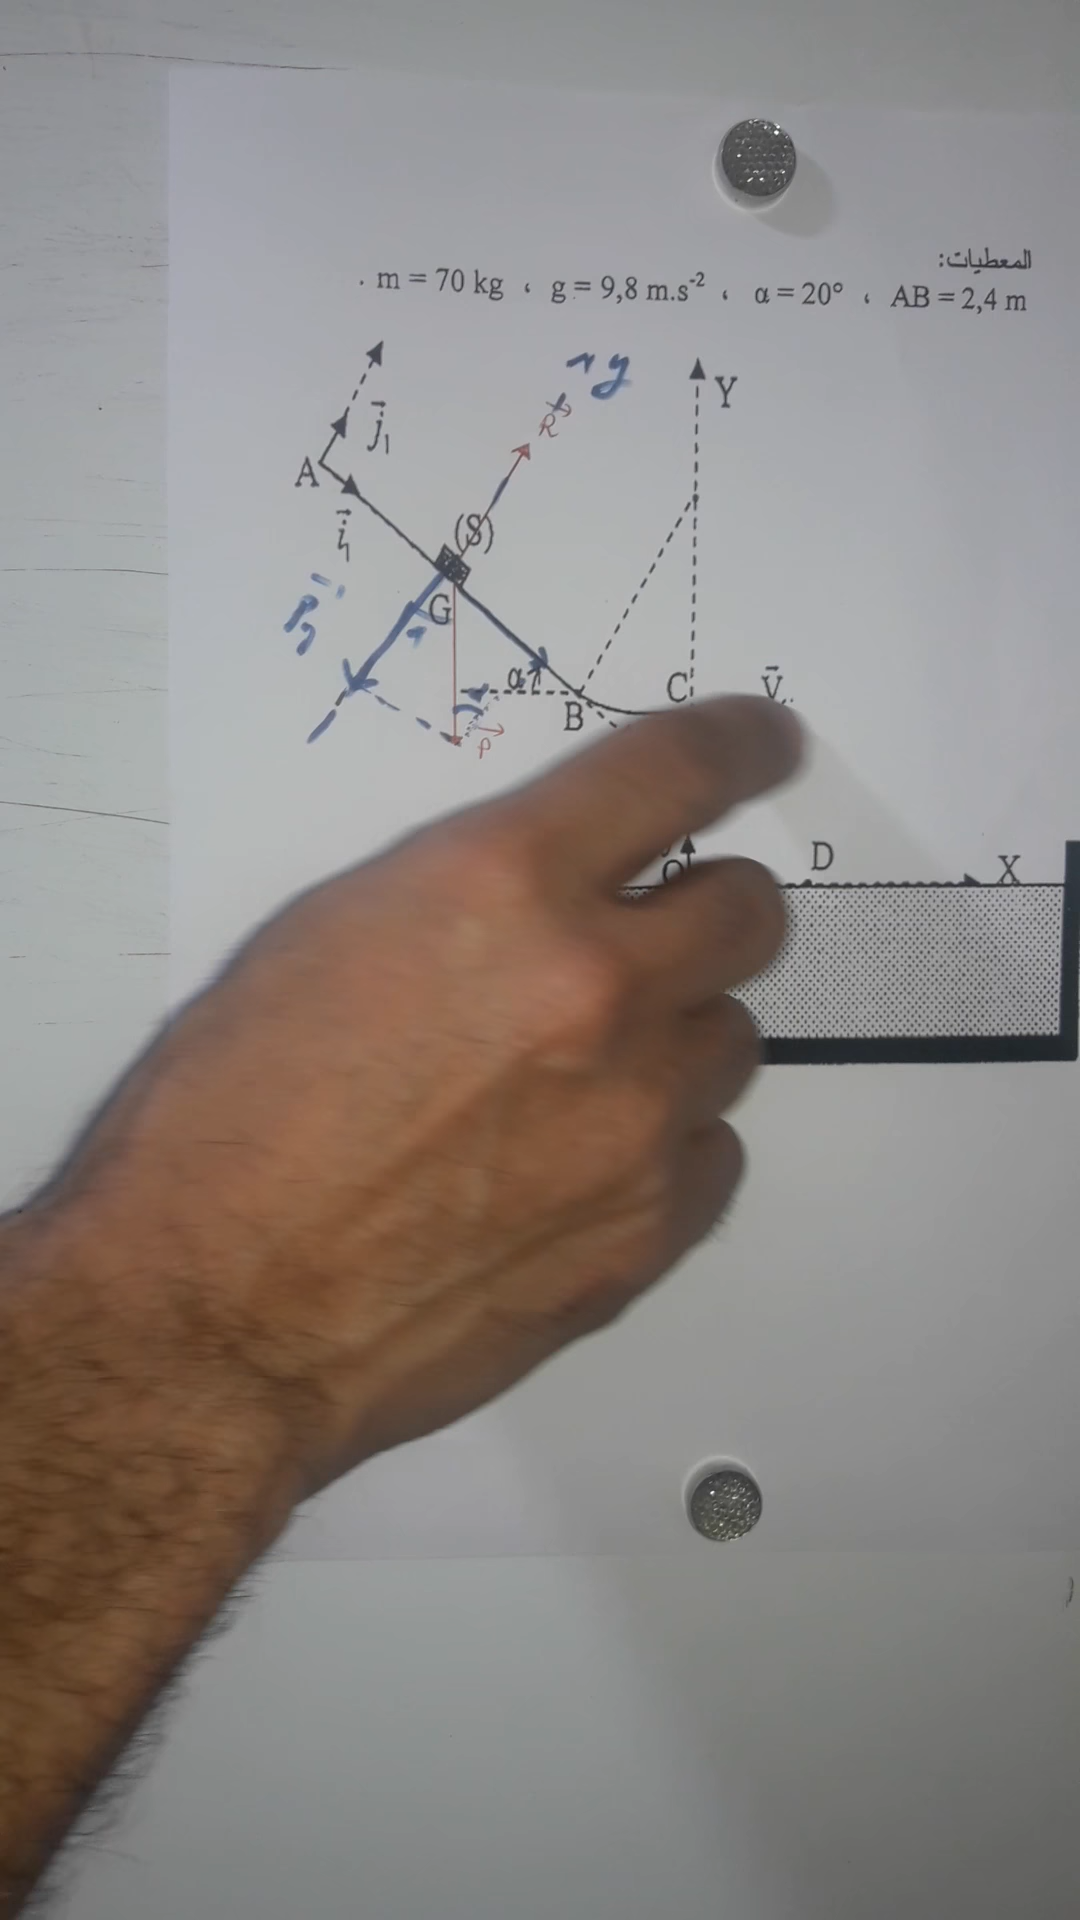 المعطيات:
. m = 70 kg ، g = 9,8 m.s⁻² ، α = 20° ، AB = 2,4 m
y
Y
R
j₁
A
(S)
i₁
P y
G
α
C
V
B
P
D
X
O